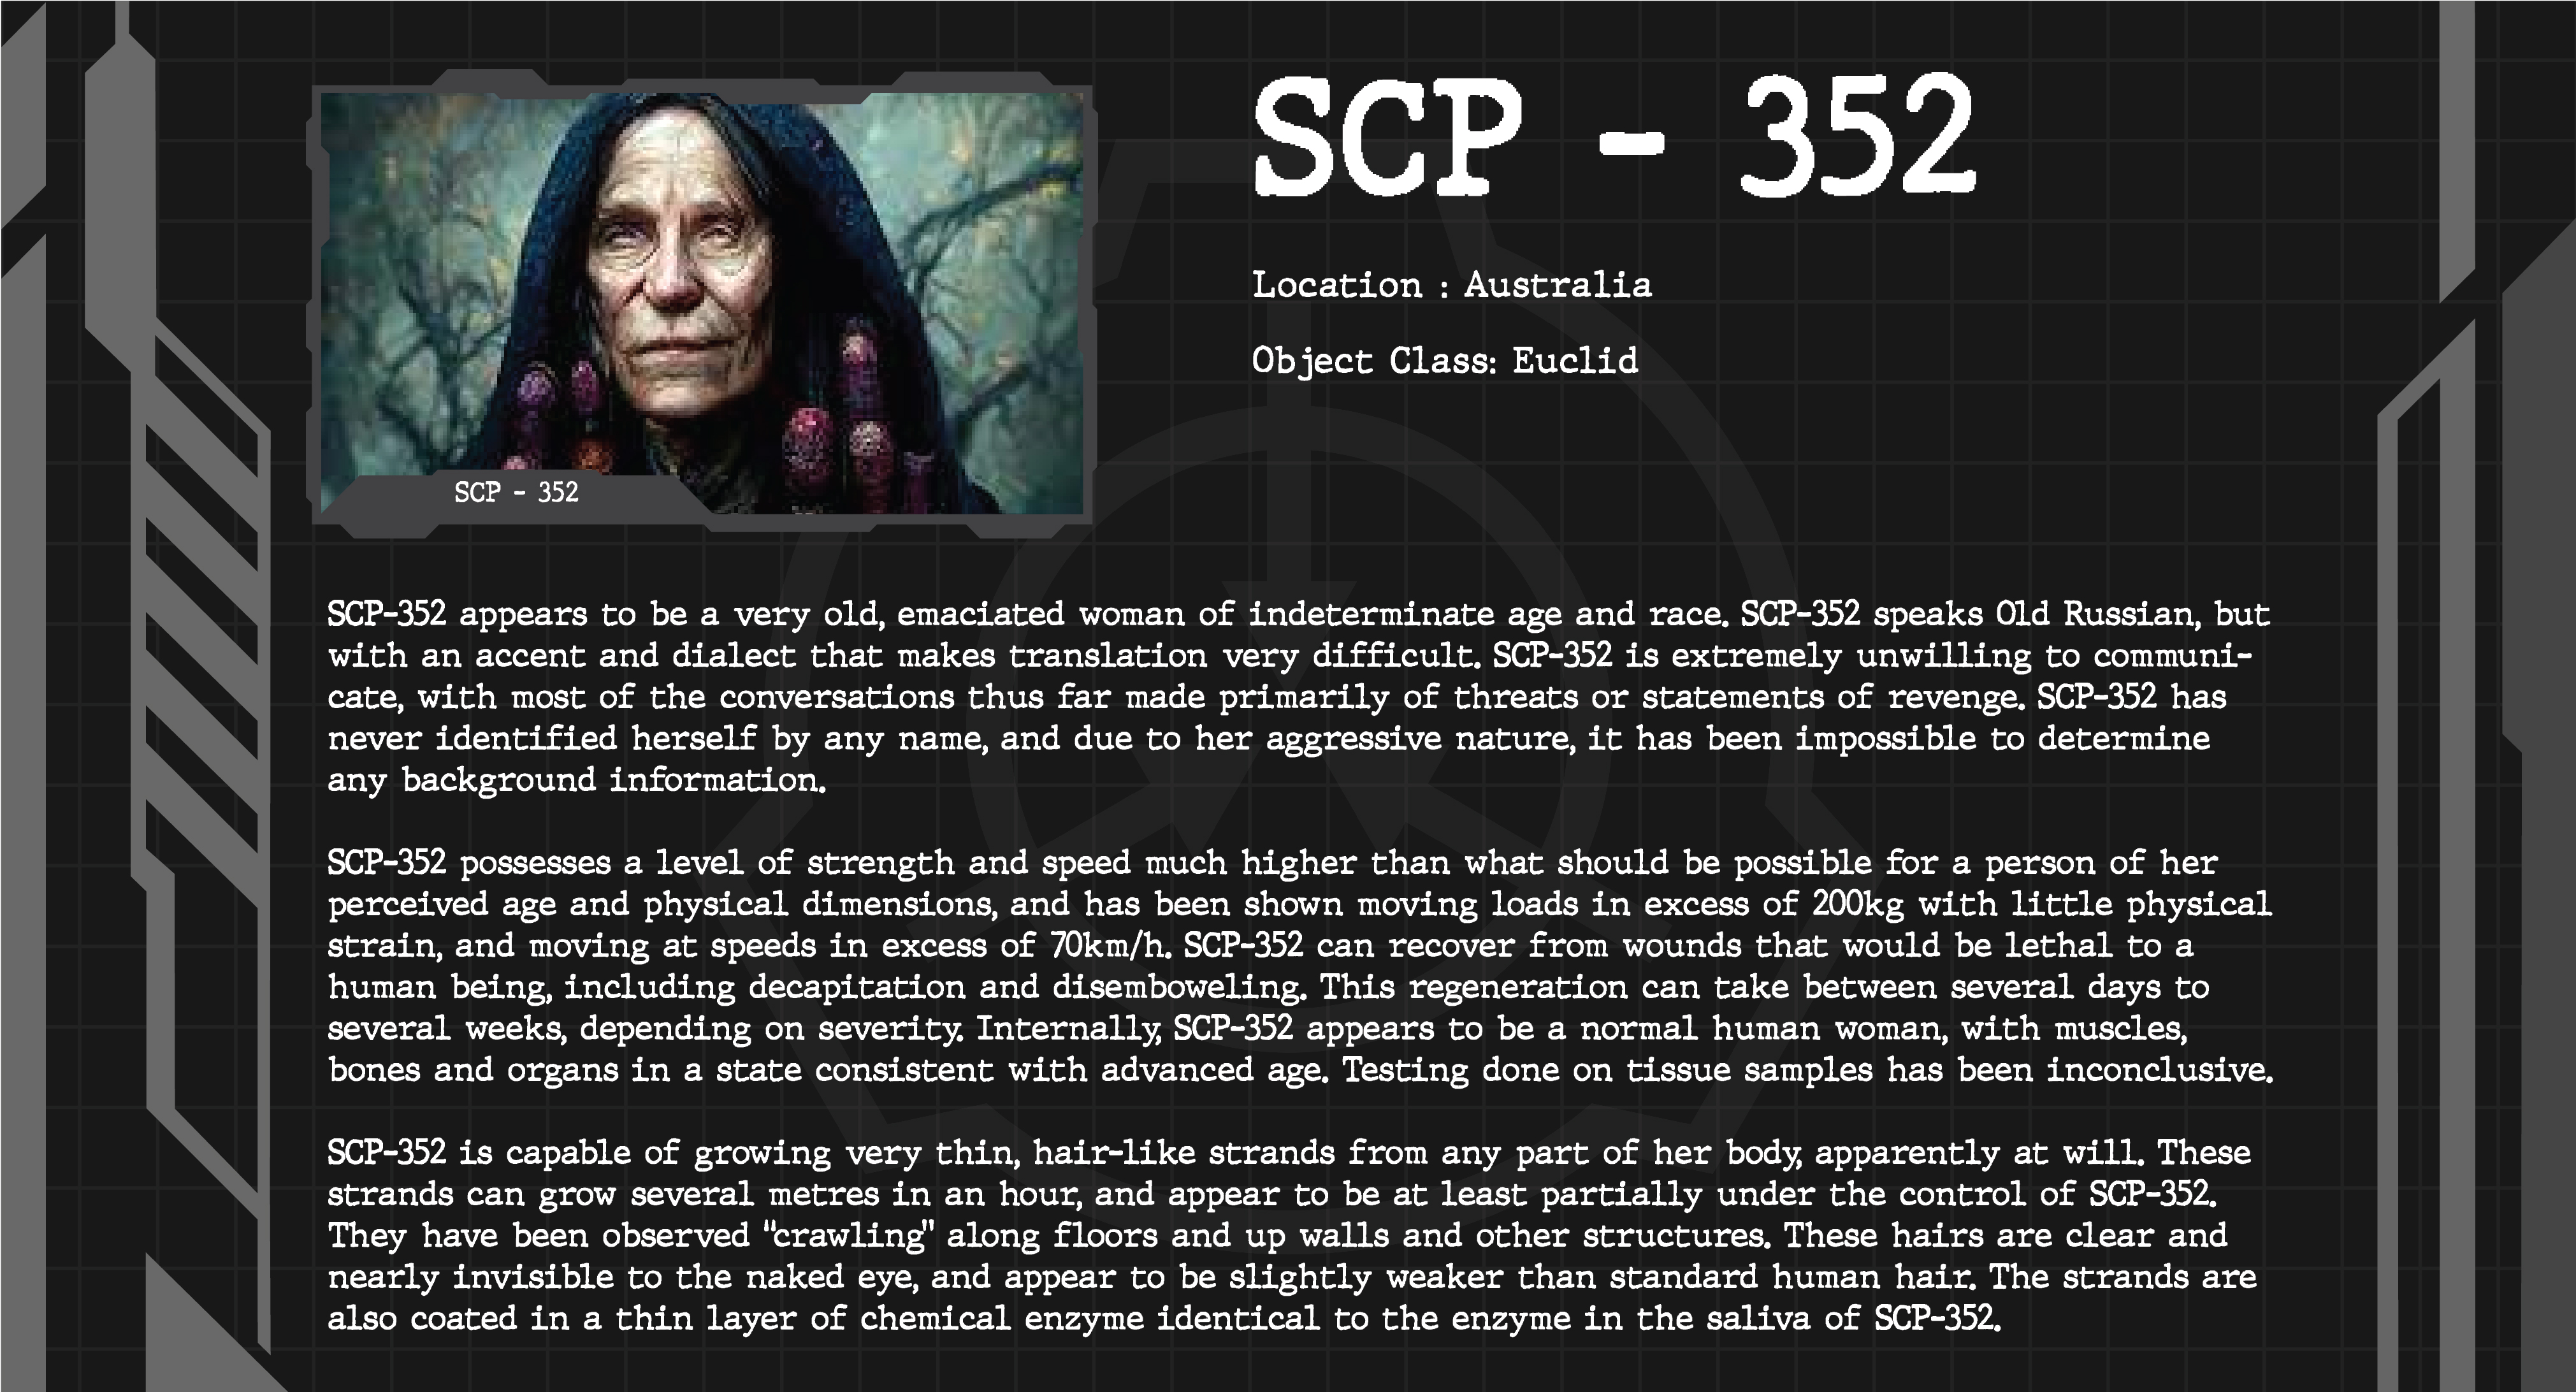 SCP - 352
Location : Australia
Object Class: Euclid
SCP - 352
SCP-352 appears to be a very old, emaciated woman of indeterminate age and race. SCP-352 speaks Old Russian, but
with an accent and dialect that makes translation very difficult. SCP-352 is extremely unwilling to communi-
cate, with most of the conversations thus far made primarily of threats or statements of revenge. SCP-352 has
never identified herself by any name, and due to her aggressive nature, it has been impossible to determine
any background information.
SCP-352 possesses a level of strength and speed much higher than what should be possible for a person of her
perceived age and physical dimensions, and has been shown moving loads in excess of 200kg with little physical
strain, and moving at speeds in excess of 70km/h. SCP-352 can recover from wounds that would be lethal to a
human being, including decapitation and disemboweling. This regeneration can take between several days to
several weeks, depending on severity. Internally, SCP-352 appears to be a normal human woman, with muscles,
bones and organs in a state consistent with advanced age. Testing done on tissue samples has been inconclusive.
SCP-352 is capable of growing very thin, hair-like strands from any part of her body, apparently at will. These
strands can grow several metres in an hour, and appear to be at least partially under the control of SCP-352.
They have been observed "crawling" along floors and up walls and other structures. These hairs are clear and
nearly invisible to the naked eye, and appear to be slightly weaker than standard human hair. The strands are
also coated in a thin layer of chemical enzyme identical to the enzyme in the saliva of SCP-352.